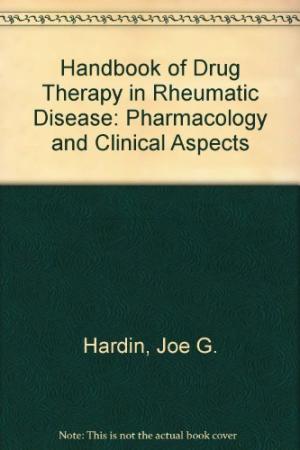 Handbook of Drug
Therapy in Rheumatic
Disease: Pharmacology
and Clinical Aspects
Hardin, Joe G.
Note: This is not the actual book cover